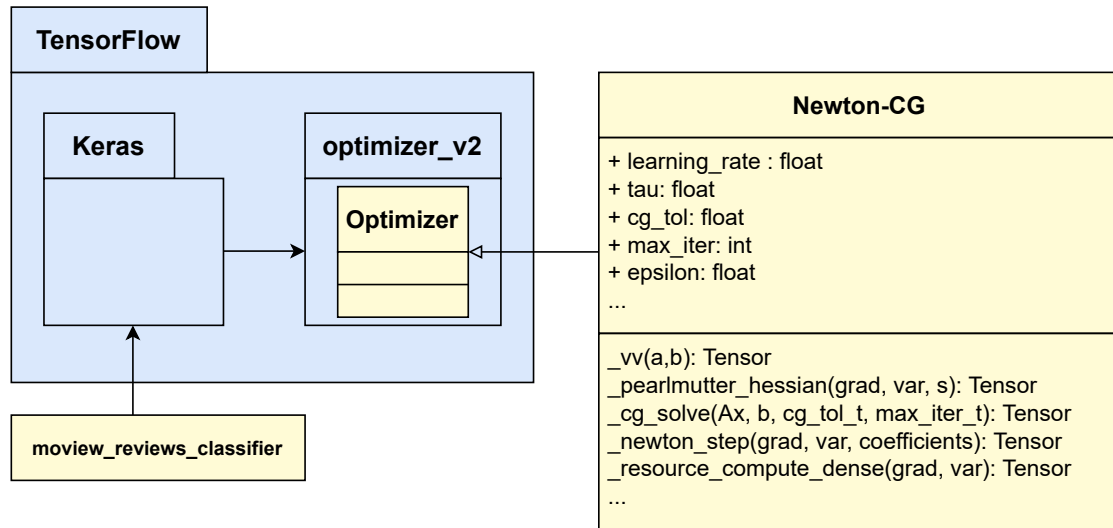 TensorFlow
Keras
optimizer_v2
Optimizer
moview_reviews_classifier
Newton-CG
+ learning_rate : float
+ tau: float
+ cg_tol: float
+ max_iter: int
+ epsilon: float
...
_vv(a,b): Tensor
_pearlmutter_hessian(grad, var, s): Tensor
_cg_solve(Ax, b, cg_tol_t, max_iter_t): Tensor
_newton_step(grad, var, coefficients): Tensor
_resource_compute_dense(grad, var): Tensor
...